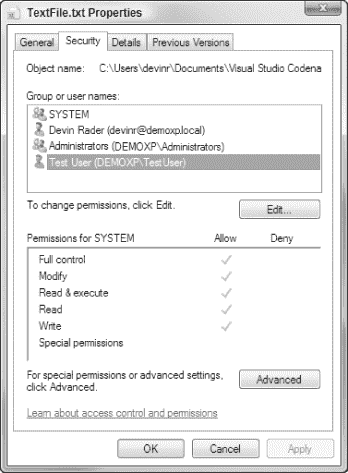 TextFile.txt Properties
General Security Details Previous Versions
Object name: C:\Users\devinr\Documents\Visual Studio Codena
Group or user names:
SYSTEM
Devin Rader (devinr@demoxp.local)
Administrators (DEMOXP\Administrators)
Test User (DEMOXP\TestUser)
To change permissions, click Edit.
Edit...
Permissions for SYSTEM Allow Deny
Full control
Modify
Read & execute
Read
Write
Special permissions
For special permissions or advanced settings,
click Advanced.
Advanced
Learn about access control and permissions
OK Cancel Apply